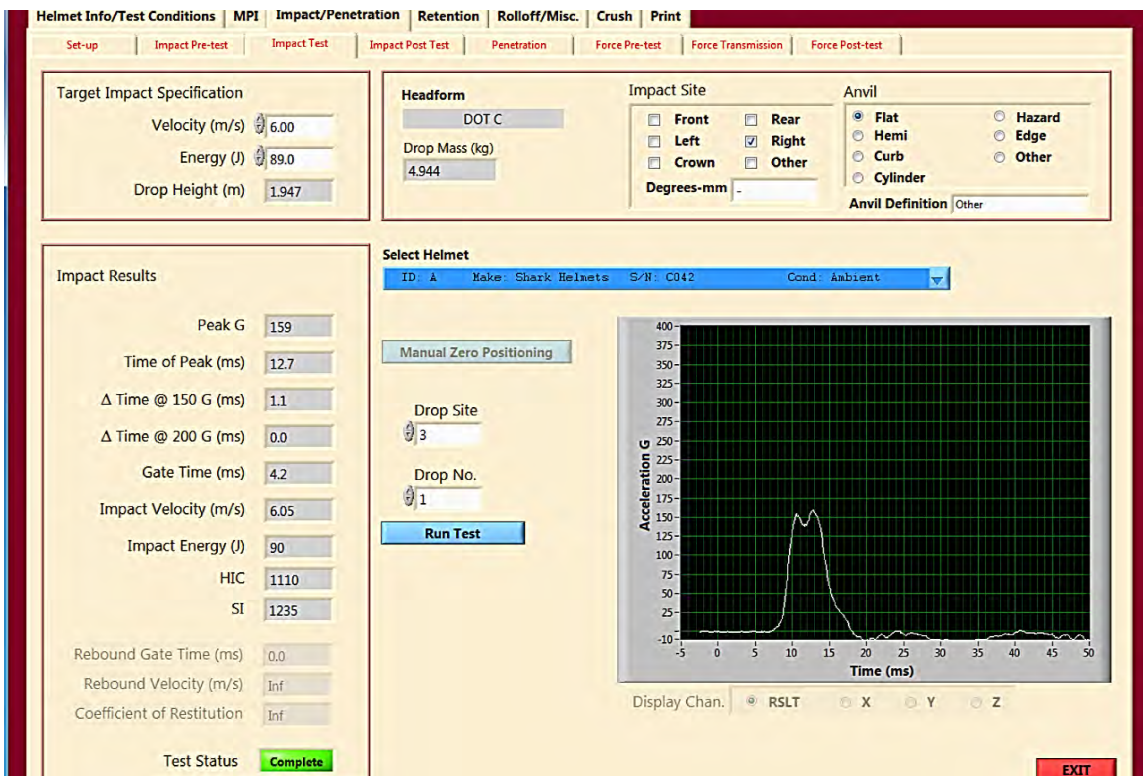 Helmet Info/Test Conditions MPI Impact/Penetration Retention Rolloff/Misc. Crush Print
Set-up Impact Pre-test Impact Test Impact Post Test Penetration Force Pre-test Force Transmission Force Post-test
Target Impact Specification
Velocity (m/s) 6.00
Energy (J) 89.0
Drop Height (m) 1.947
Headform
DOT C
Drop Mass (kg)
4.944
Impact Site
Front Rear
Left Right
Crown Other
Degrees-mm -
Anvil
Flat Hazard
Hemi Edge
Curb Other
Cylinder
Anvil Definition Other
Select Helmet
ID: A Make: Shark Helmets S/N: C042 Cond: Ambient
Impact Results
Peak G 159
Time of Peak (ms) 12.7
Δ Time @ 150 G (ms) 1.1
Δ Time @ 200 G (ms) 0.0
Gate Time (ms) 4.2
Impact Velocity (m/s) 6.05
Impact Energy (J) 90
HIC 1110
SI 1235
Rebound Gate Time (ms) 0.0
Rebound Velocity (m/s) Inf
Coefficient of Restitution Inf
Test Status Complete
Manual Zero Positioning
Drop Site
3
Drop No.
1
Run Test
Acceleration G
400
375
350
325
300
275
250
225
200
175
150
125
100
75
50
25
-10
-5 0 5 10 15 20 25 30 35 40 45 50
Time (ms)
Display Chan. RSLT X Y Z
EXIT